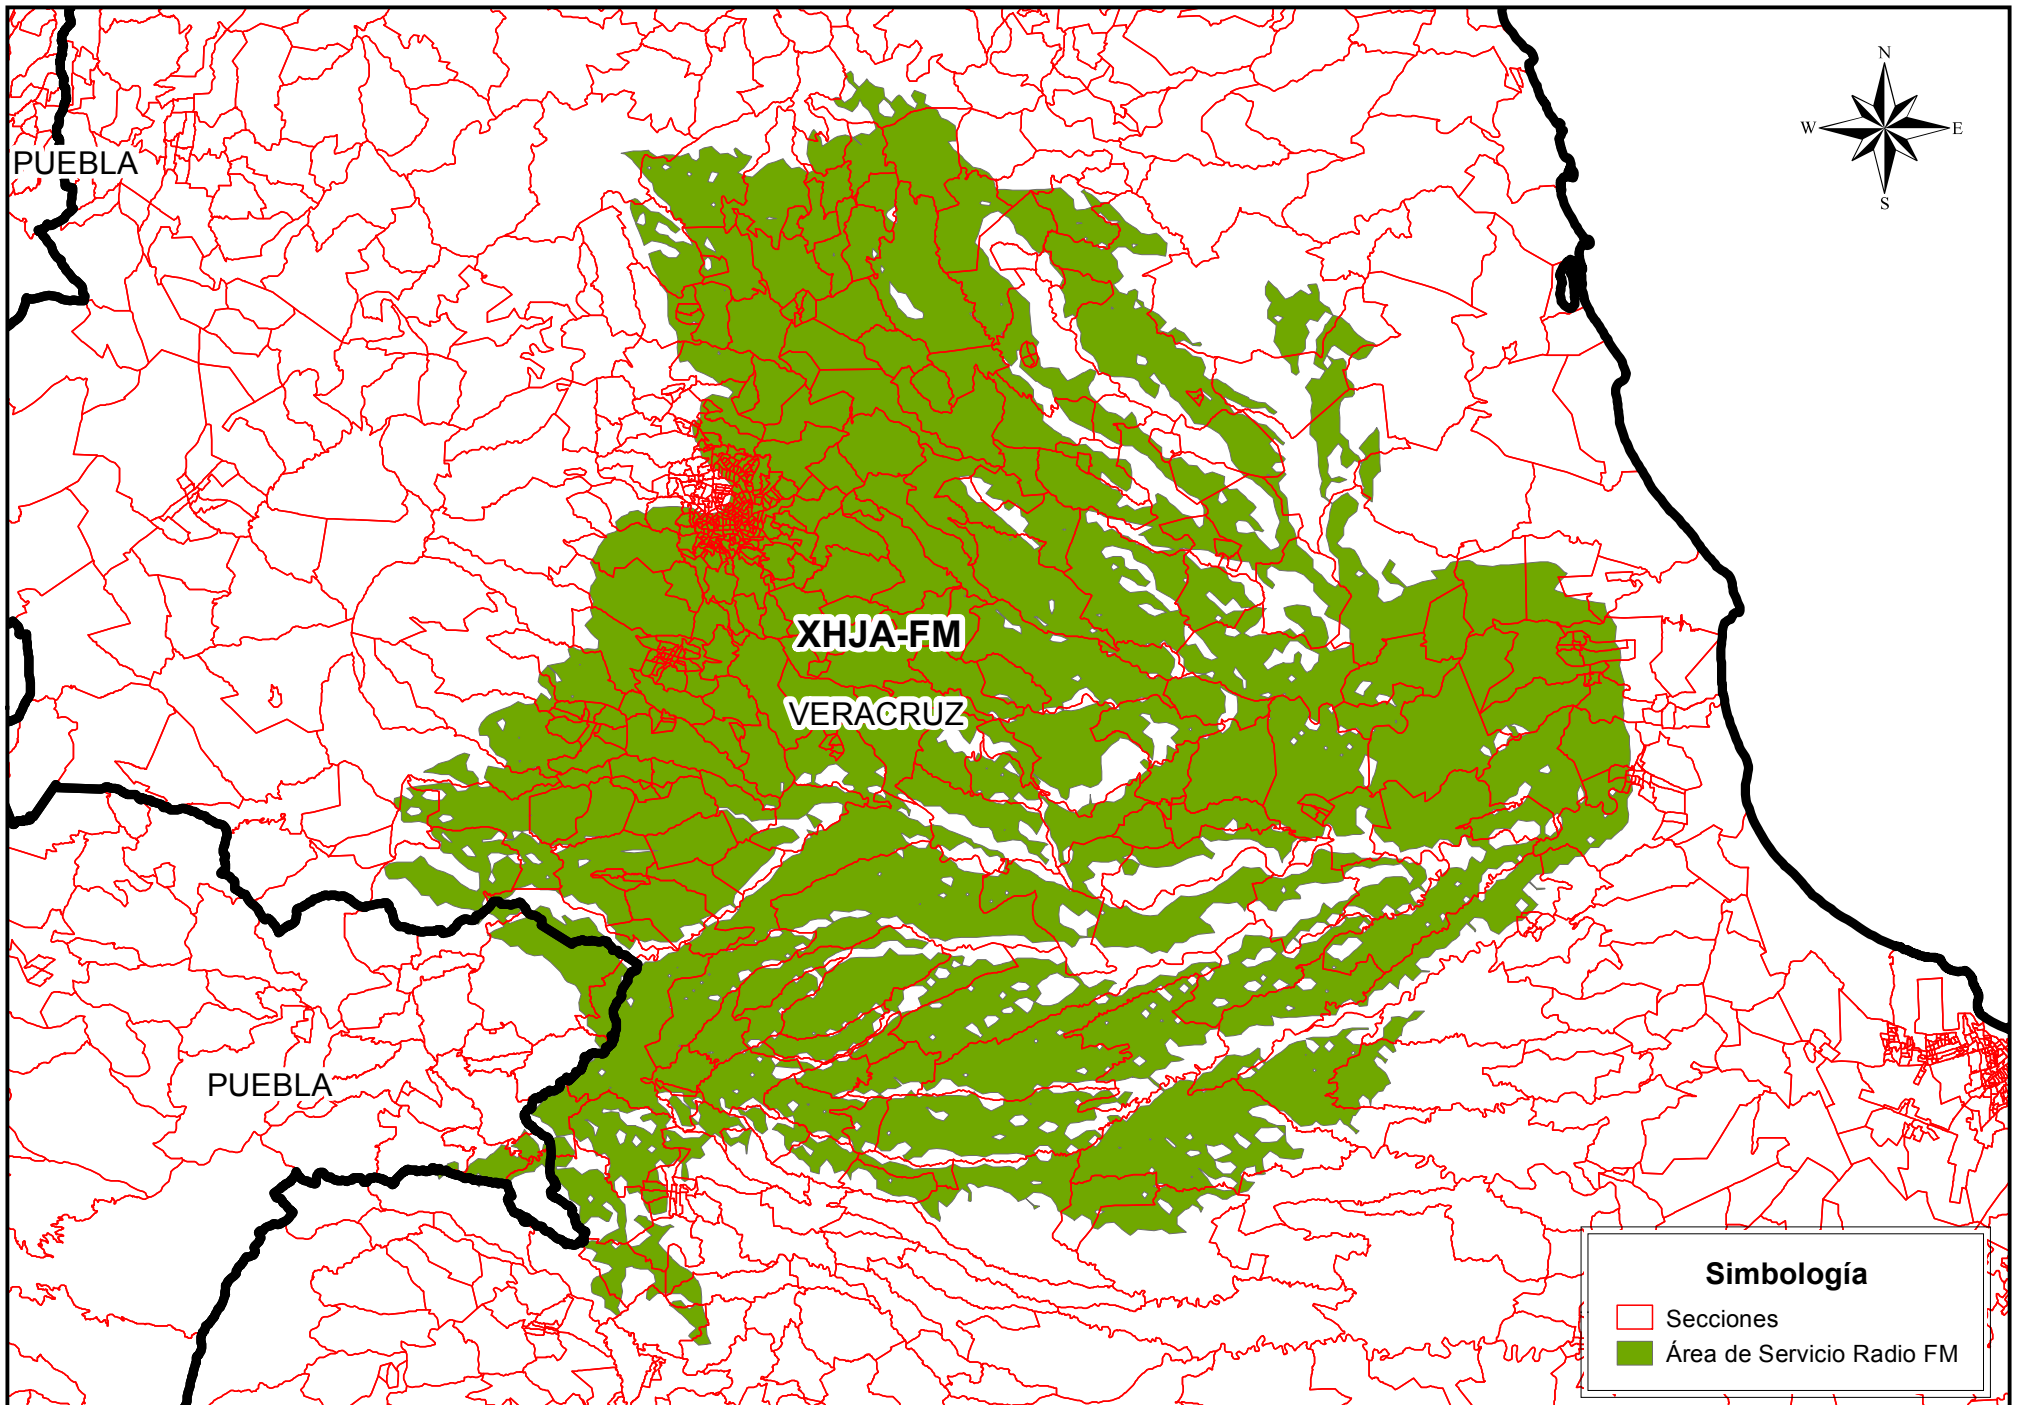 N
W E
S
PUEBLA
XHJA-FM
VERACRUZ
PUEBLA
Simbología
Secciones
Área de Servicio Radio FM